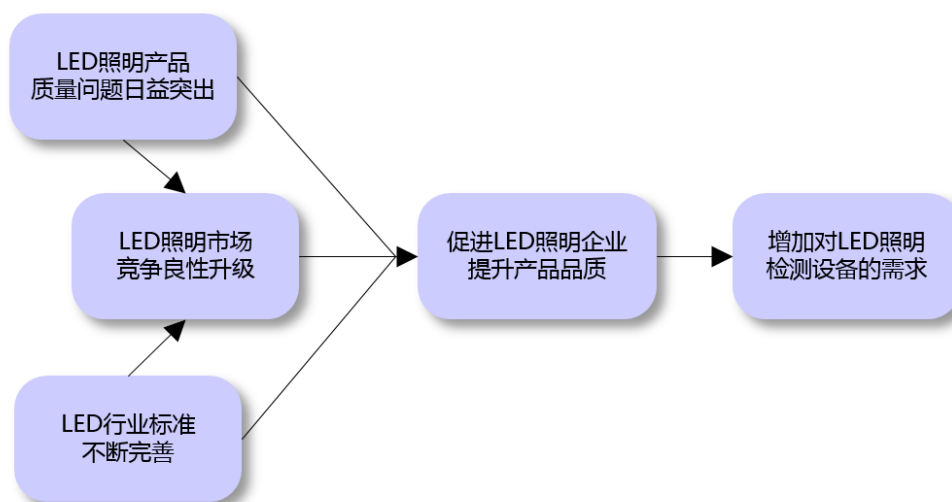 LED照明产品
质量问题日益突出
LED照明市场
竞争良性升级
促进LED照明企业
提升产品品质
增加对LED照明
检测设备的需求
LED行业标准
不断完善